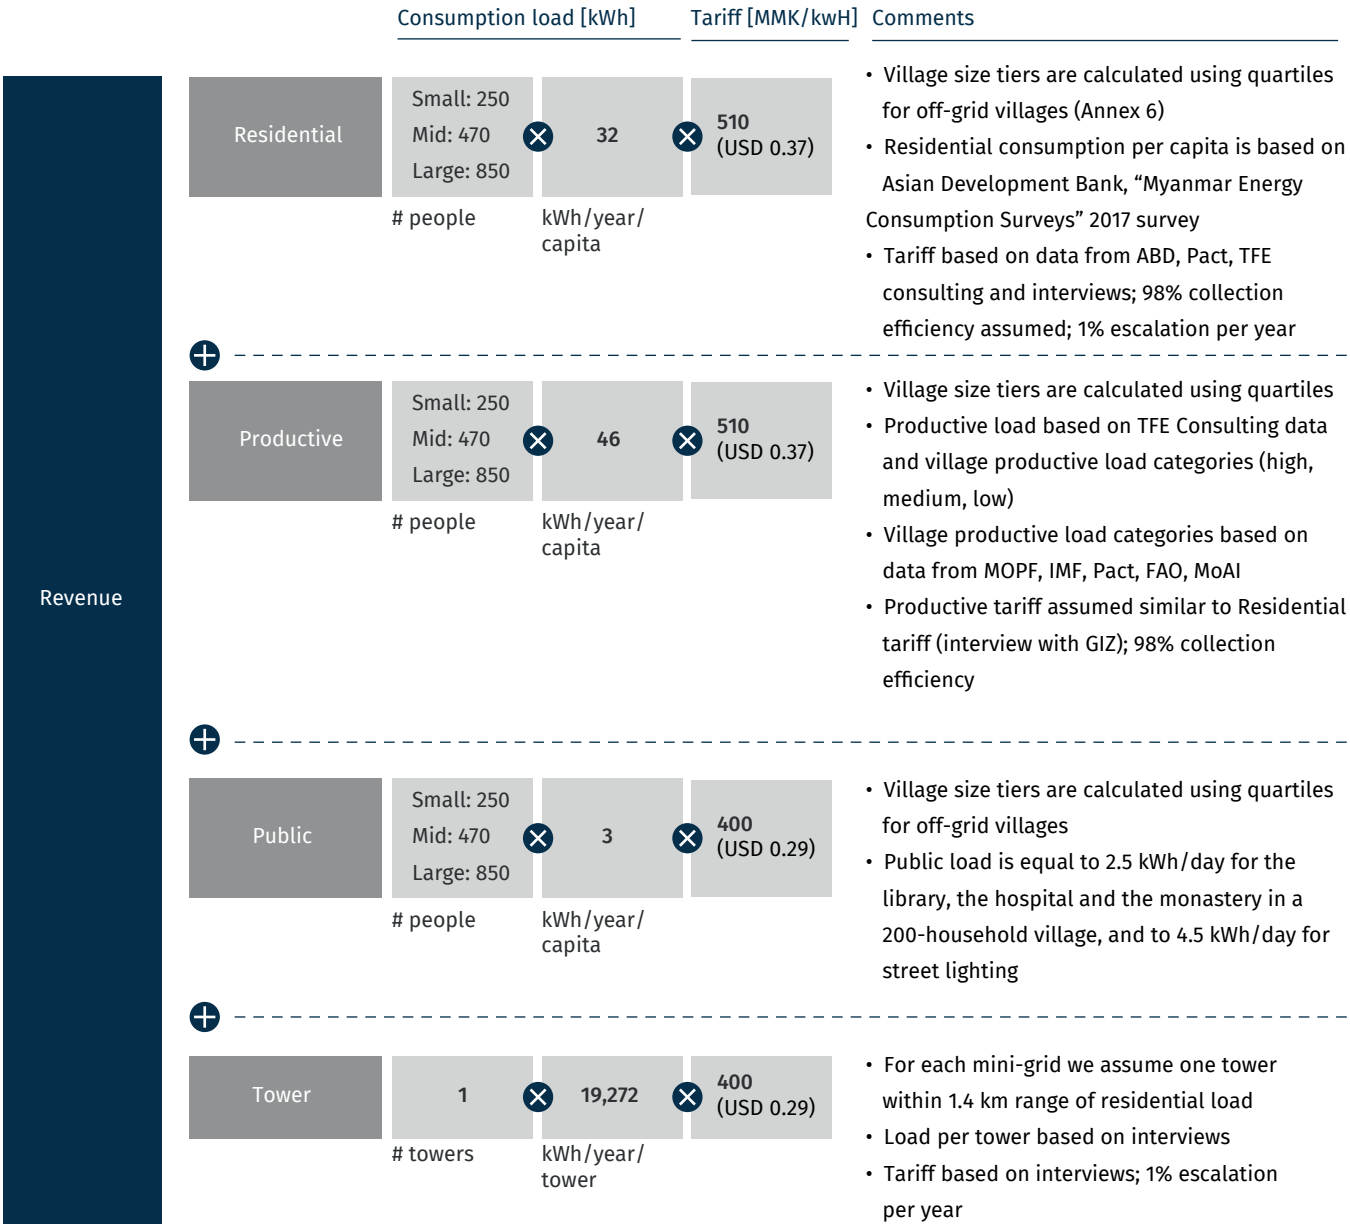 Consumption load [kWh]
Tariff [MMK/kwH]
Comments
Revenue
Residential
Small: 250
Mid: 470
Large: 850
# people
32
kWh/year/
capita
510
(USD 0.37)
• Village size tiers are calculated using quartiles
for off-grid villages (Annex 6)
• Residential consumption per capita is based on
Asian Development Bank, “Myanmar Energy
Consumption Surveys” 2017 survey
• Tariff based on data from ABD, Pact, TFE
consulting and interviews; 98% collection
efficiency assumed; 1% escalation per year
Productive
Small: 250
Mid: 470
Large: 850
# people
46
kWh/year/
capita
510
(USD 0.37)
• Village size tiers are calculated using quartiles
• Productive load based on TFE Consulting data
and village productive load categories (high,
medium, low)
• Village productive load categories based on
data from MOPF, IMF, Pact, FAO, MoAI
• Productive tariff assumed similar to Residential
tariff (interview with GIZ); 98% collection
efficiency
Public
Small: 250
Mid: 470
Large: 850
# people
3
kWh/year/
capita
400
(USD 0.29)
• Village size tiers are calculated using quartiles
for off-grid villages
• Public load is equal to 2.5 kWh/day for the
library, the hospital and the monastery in a
200-household village, and to 4.5 kWh/day for
street lighting
Tower
1
# towers
19,272
kWh/year/
tower
400
(USD 0.29)
• For each mini-grid we assume one tower
within 1.4 km range of residential load
• Load per tower based on interviews
• Tariff based on interviews; 1% escalation
per year